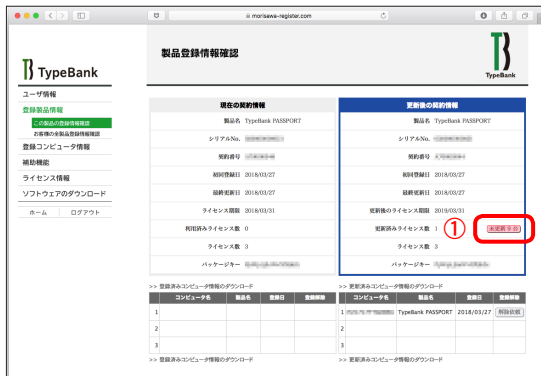 morisawa-register.com
TypeBank
製品登録情報確認
TypeBank
ユーザ情報
登録製品情報
この製品の登録情報確認
お客様の全製品登録情報確認
登録コンピュータ情報
補助機能
ライセンス情報
ソフトウェアのダウンロード
ホーム ログアウト
現在の契約情報
製品名 TypeBank PASSPORT
シリアルNo.
契約番号
初回登録日 2018/03/27
最終更新日 2018/03/27
ライセンス期限 2018/03/31
利用済みライセンス数 0
ライセンス数 3
パッケージキー
更新後の契約情報
製品名 TypeBank PASSPORT
シリアルNo.
契約番号
初回登録日 2018/03/27
最終更新日 2018/03/27
更新後のライセンス期限 2019/03/31
更新済みライセンス数 1
①
ライセンス数 3
パッケージキー
>> 登録済みコンピュータ情報のダウンロード
コンピュータ名 製品名 登録日 登録解除
1
2
3
>> 登録済みコンピュータ情報のダウンロード
>> 更新済みコンピュータ情報のダウンロード
コンピュータ名 製品名 登録日 登録解除
1 TypeBank PASSPORT 2018/03/27 解除依頼
2
3
>> 更新済みコンピュータ情報のダウンロード